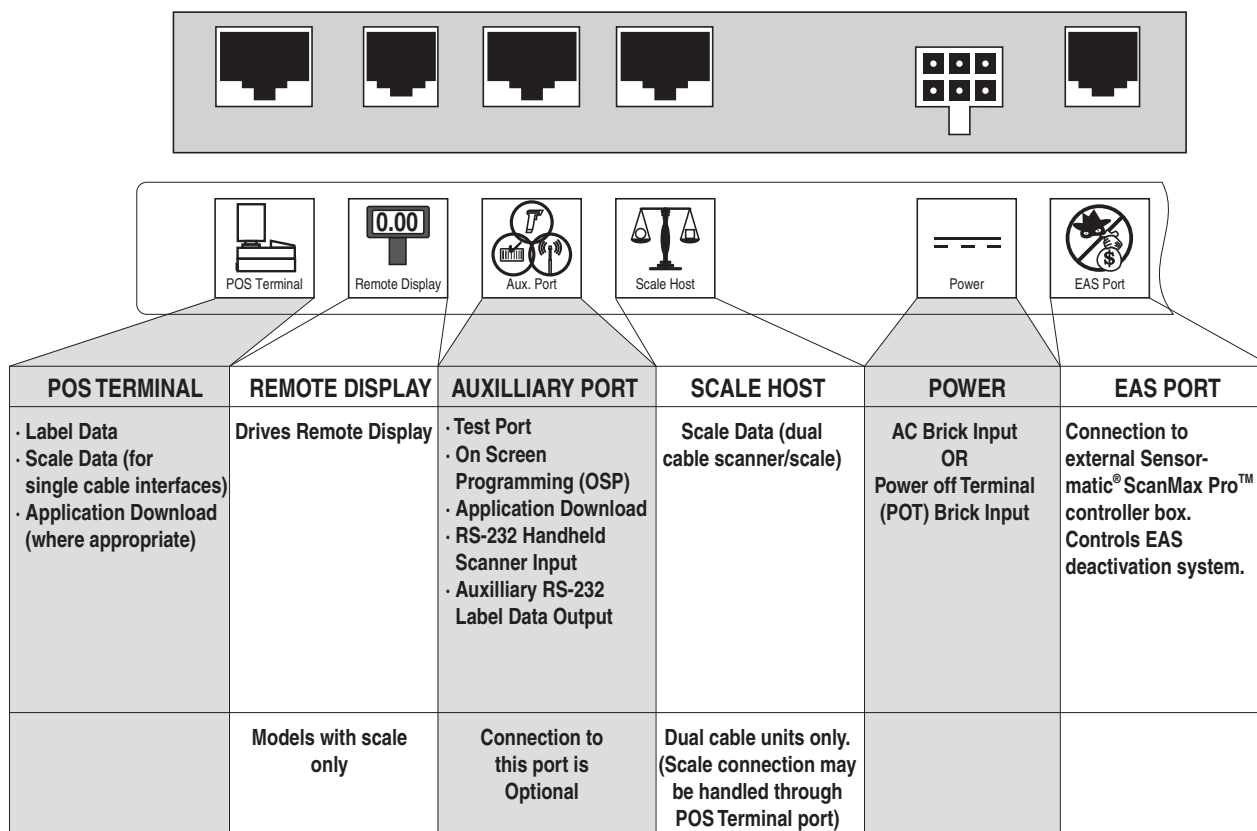 POS Terminal
0.00
Remote Display
Aux. Port
Scale Host
Power
$
EAS Port
POS TERMINAL
REMOTE DISPLAY
AUXILLIARY PORT
SCALE HOST
POWER
EAS PORT
· Label Data
· Scale Data (for
single cable interfaces)
· Application Download
(where appropriate)
Drives Remote Display
· Test Port
· On Screen
Programming (OSP)
· Application Download
· RS-232 Handheld
Scanner Input
· Auxilliary RS-232
Label Data Output
Scale Data (dual
cable scanner/scale)
AC Brick Input
OR
Power off Terminal
(POT) Brick Input
Connection to
external Sensor-
matic® ScanMax Pro™
controller box.
Controls EAS
deactivation system.
Models with scale
only
Connection to
this port is
Optional
Dual cable units only.
(Scale connection may
be handled through
POS Terminal port)